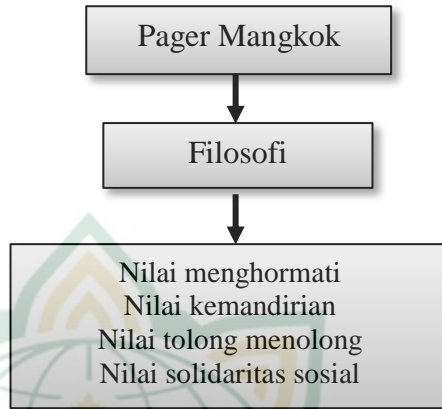 Pager Mangkok
Filosofi
Nilai menghormati
Nilai kemandirian
Nilai tolong menolong
Nilai solidaritas sosial